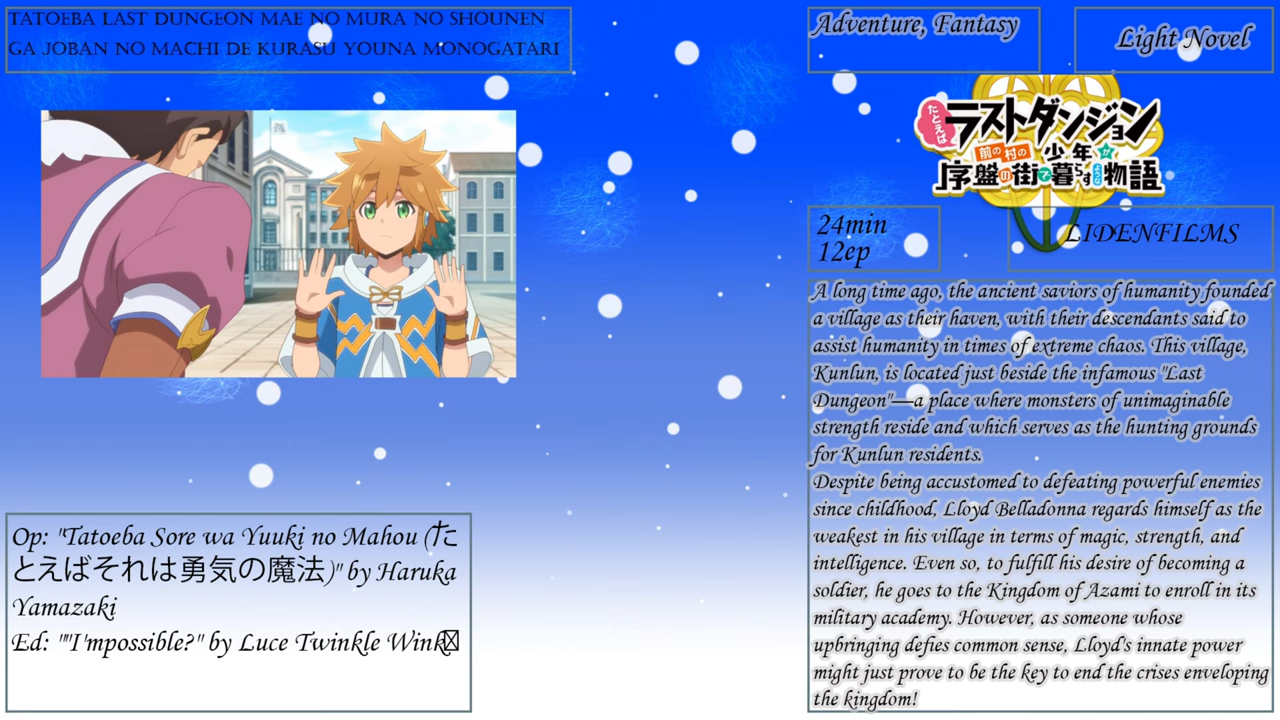 TATOEBA LAST DUNGEON MAE NO MURA NO SHOUNEN
GA JOBAN NO MACHI DE KURASU YOUNA MONOGATARI
Adventure, Fantasy
Light Novel
たとえば
ラストダンジョン
前の村の少年が
序盤の街で暮らすような物語
24min
12ep
LIDENFILMS
A long time ago, the ancient saviors of humanity founded
a village as their haven, with their descendants said to
assist humanity in times of extreme chaos. This village,
Kunlun, is located just beside the infamous "Last
Dungeon"—a place where monsters of unimaginable
strength reside and which serves as the hunting grounds
for Kunlun residents.
Despite being accustomed to defeating powerful enemies
since childhood, Lloyd Belladonna regards himself as the
weakest in his village in terms of magic, strength, and
intelligence. Even so, to fulfill his desire of becoming a
soldier, he goes to the Kingdom of Azami to enroll in its
military academy. However, as someone whose
upbringing defies common sense, Lloyd's innate power
might just prove to be the key to end the crises enveloping
the kingdom!
Op: "Tatoeba Sore wa Yuuki no Mahou (た
とえばそれは勇気の魔法)" by Haruka
Yamazaki
Ed: ""I'mpossible?" by Luce Twinkle Wink